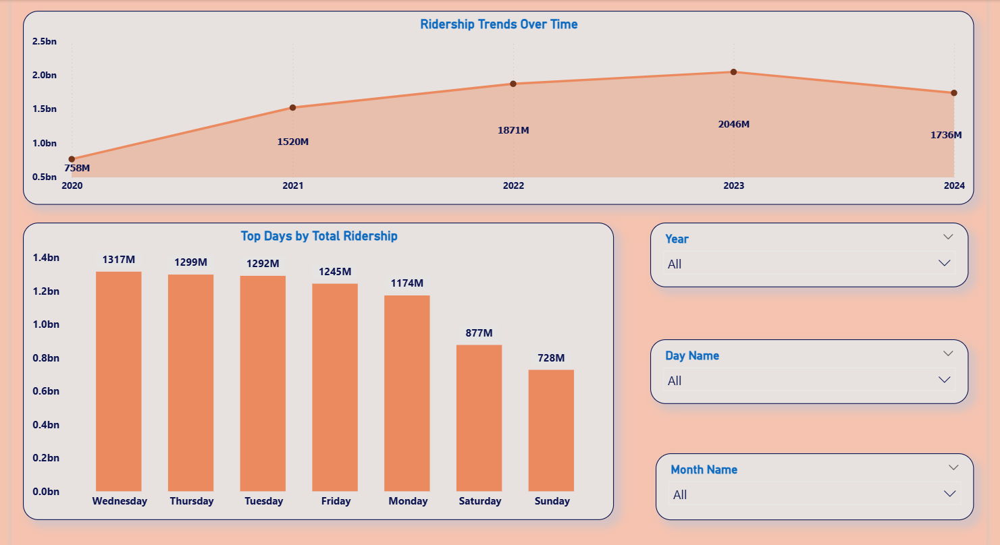 Ridership Trends Over Time
2.5bn
2.0bn
1.5bn
1.0bn
0.5bn
758M
1520M
1871M
2046M
1736M
2020 2021 2022 2023 2024
Top Days by Total Ridership
1.4bn
1.2bn
1.0bn
0.8bn
0.6bn
0.4bn
0.2bn
0.0bn
1317M
1299M
1292M
1245M
1174M
877M
728M
Wednesday Thursday Tuesday Friday Monday Saturday Sunday
Year
All
Day Name
All
Month Name
All